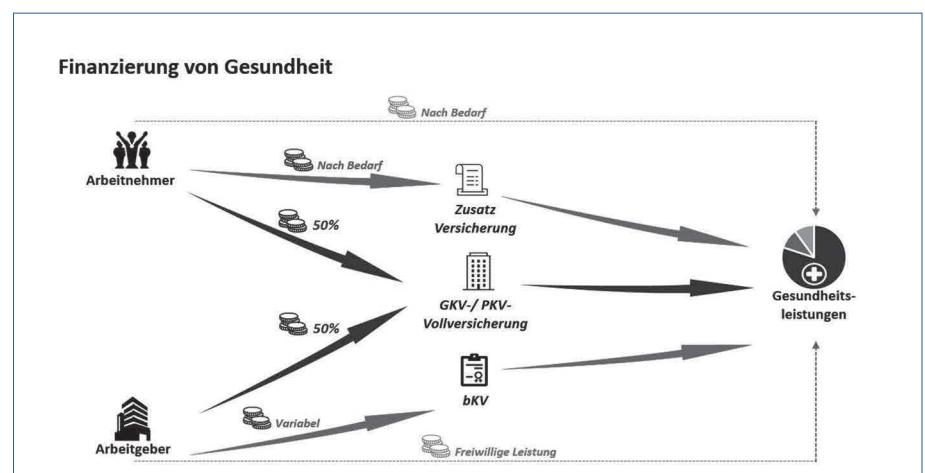 Finanzierung von Gesundheit
Nach Bedarf
Arbeitnehmer
Nach Bedarf
Zusatz
Versicherung
50%
GKV-/ PKV-
Vollversicherung
Gesundheits-
leistungen
50%
bKV
Arbeitgeber
Variabel
Freiwillige Leistung